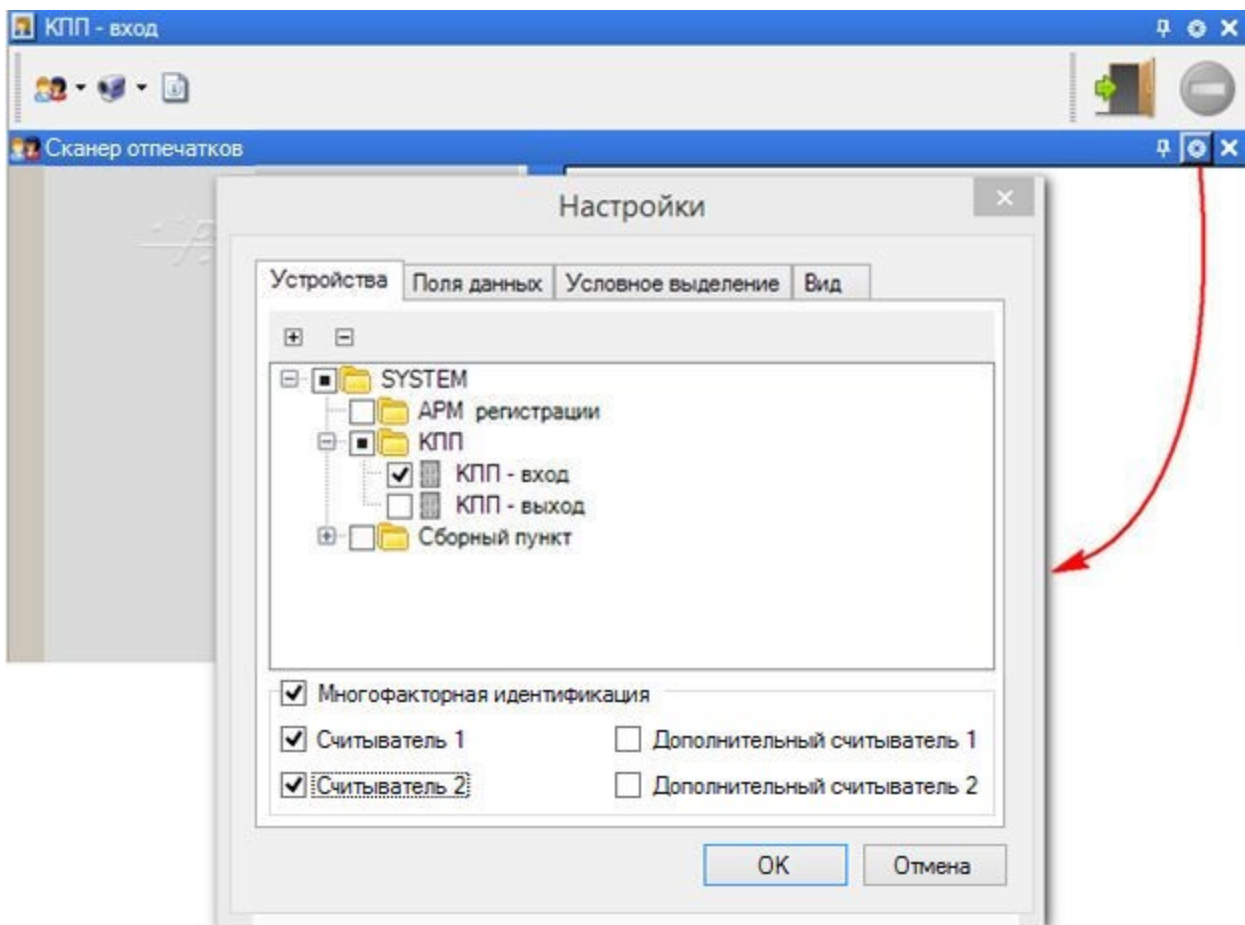 КПП - вход
Сканер отпечатков
Настройки
Устройства Поля данных Условное выделение Вид
SYSTEM
АРМ регистрации
КПП
КПП - вход
КПП - выход
Сборный пункт
Многофакторная идентификация
Считыватель 1 Дополнительный считыватель 1
Считыватель 2 Дополнительный считыватель 2
OK Отмена